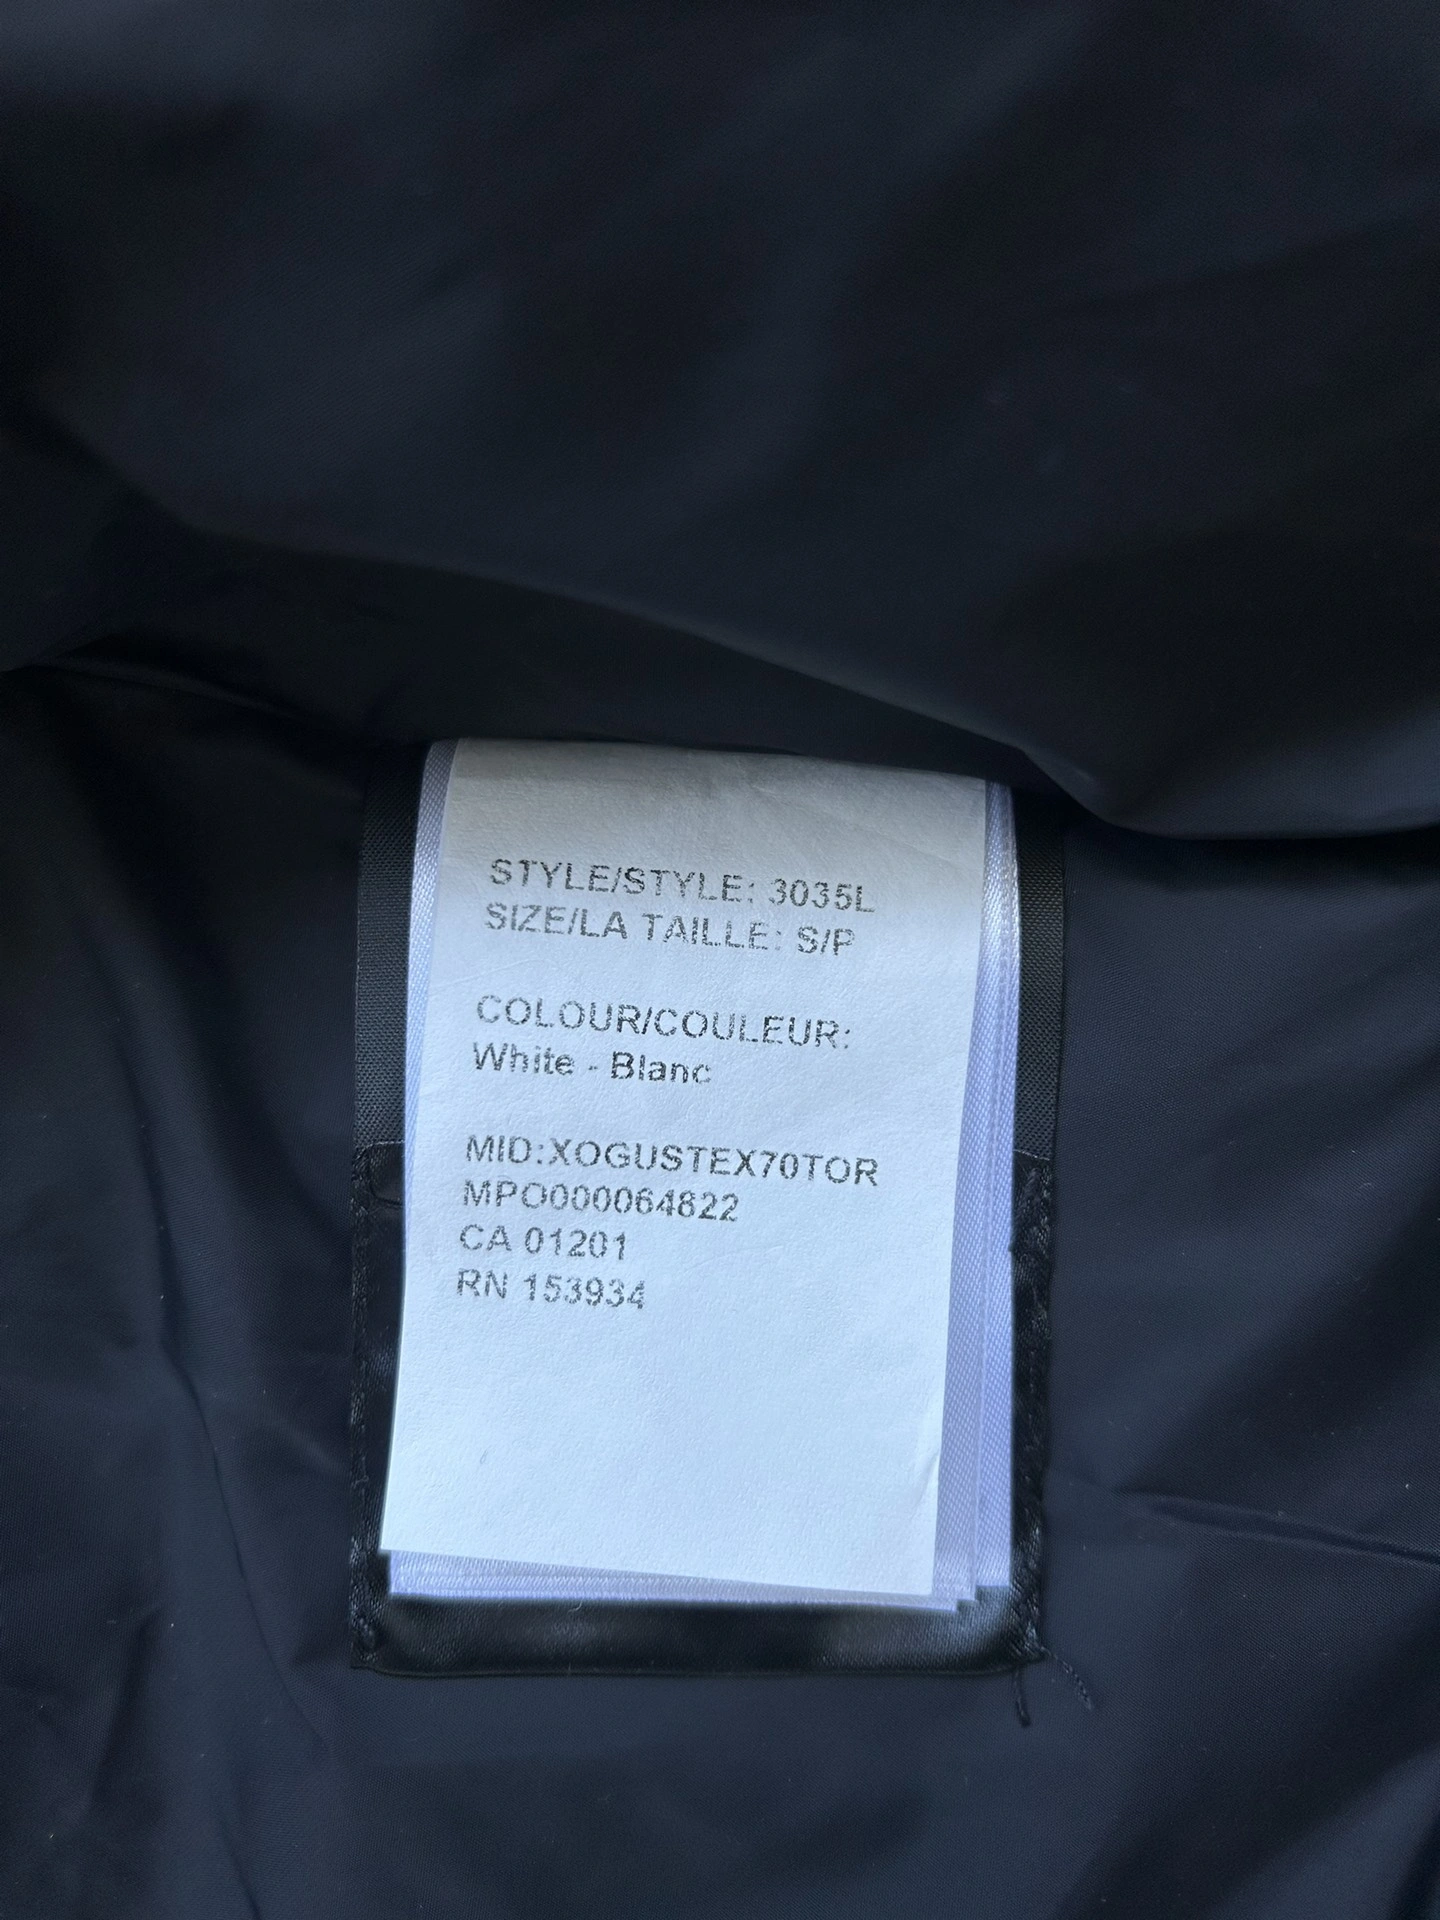 STYLE/STYLE: 3035L
SIZE/LA TAILLE: S/P
COLOUR/COULEUR:
White - Blanc
MID:XOGUSTEX70TOR
MPO000064822
CA 01201
RN 153934